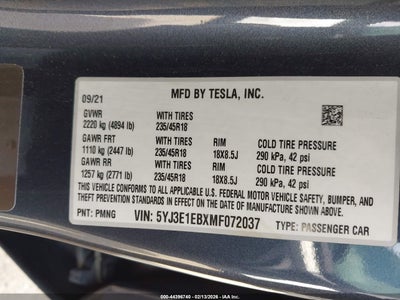 MFD BY TESLA, INC.
09/21
GVWR WITH TIRES
2220 kg (4894 lb) 235/45R18
GAWR FRT WITH TIRES RIM COLD TIRE PRESSURE
1110 kg (2447 lb) 235/45R18 18X8.5J 290 kPa, 42 psi
GAWR RR WITH TIRES RIM COLD TIRE PRESSURE
1257 kg (2771 lb) 235/45R18 18X8.5J 290 kPa, 42 psi
THIS VEHICLE CONFORMS TO ALL APPLICABLE U.S. FEDERAL MOTOR VEHICLE SAFETY, BUMPER, AND
THEFT PREVENTION STANDARDS IN EFFECT ON THE DATE OF MANUFACTURE SHOWN ABOVE.
PNT: PMNG VIN: 5YJ3E1EBXMF072037 TYPE: PASSENGER CAR
ID: 44396740 - 02/13/2026 - © IAA Holdings, LLC